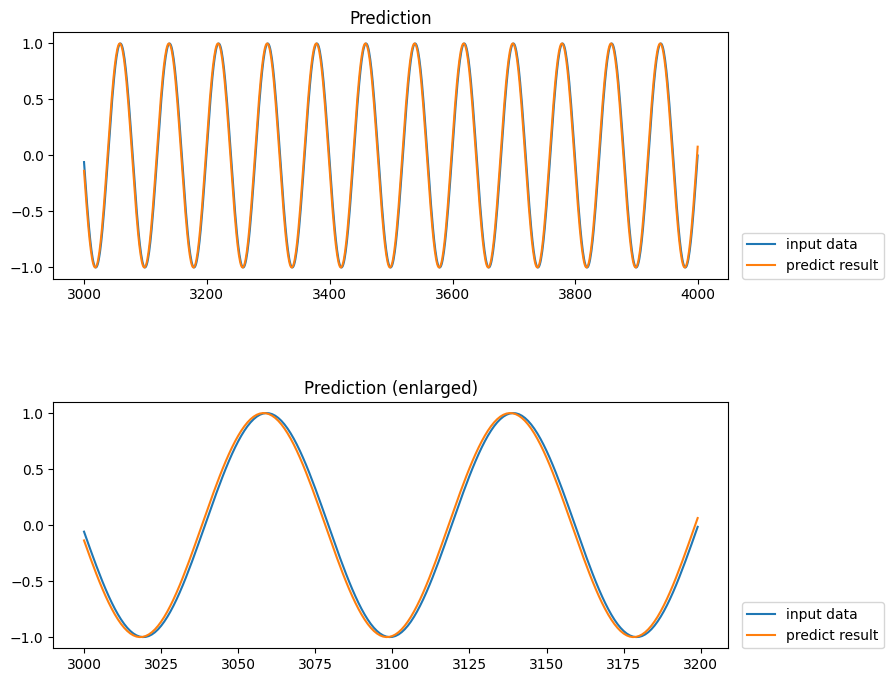 Prediction
1.0
0.5
0.0
−0.5
−1.0
3000 3200 3400 3600 3800 4000
input data
predict result
Prediction (enlarged)
1.0
0.5
0.0
−0.5
−1.0
3000 3025 3050 3075 3100 3125 3150 3175 3200
input data
predict result